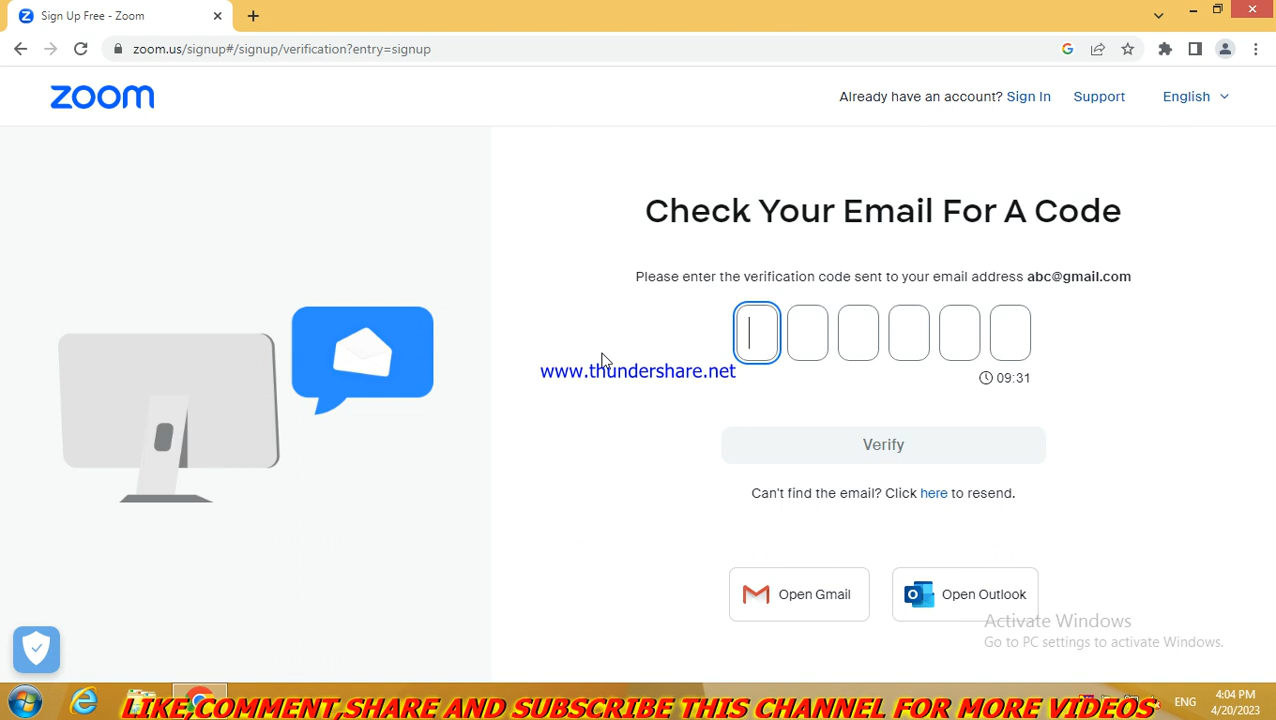 Sign Up Free - Zoom
zoom.us/signup#/signup/verification?entry=signup
zoom
Already have an account? Sign In Support English
Check Your Email For A Code
Please enter the verification code sent to your email address abc@gmail.com
www.thundershare.net
09:31
Verify
Can't find the email? Click here to resend.
Open Gmail Open Outlook
Activate Windows
Go to PC settings to activate Windows.
4:04 PM
ENG
4/20/2023
LIKE,COMMENT,SHARE AND SUBSCRIBE THIS CHANNEL FOR MORE VIDEOS